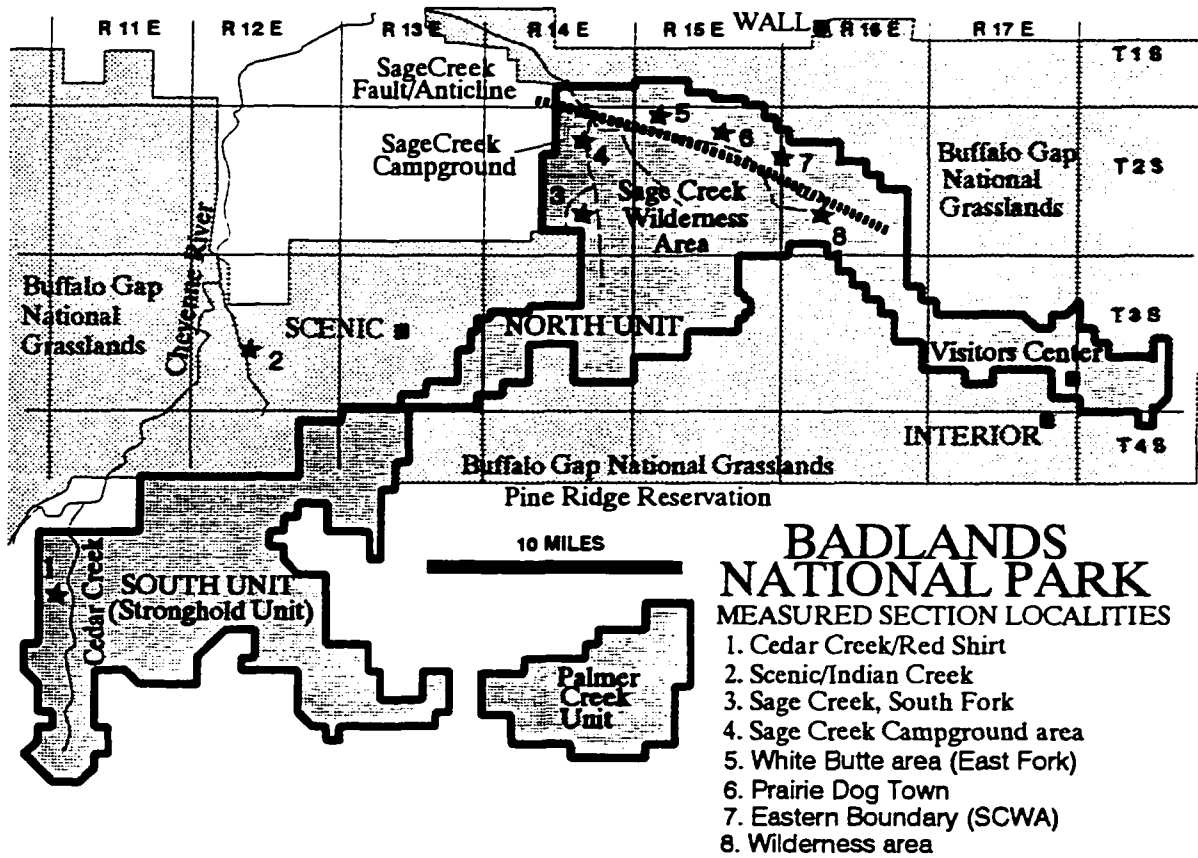 R 11 E
R 12 E
R 13 E
R 14 E
R 15 E
WALL
R 16 E
R 17 E
T 1 S
SageCreek
Fault/Anticline
SageCreek
Campground
5
6
4
7
3
Sage Creek
Wilderness
Area
8
Buffalo Gap
National
Grasslands
T 2 S
Cheyenne River
Buffalo Gap
National
Grasslands
2
SCENIC
NORTH UNIT
T 3 S
Visitors Center
INTERIOR
T 4 S
Buffalo Gap National Grasslands
Pine Ridge Reservation
10 MILES
1
Cedar Creek
SOUTH UNIT
(Stronghold Unit)
Palmer
Creek
Unit
BADLANDS
NATIONAL PARK
MEASURED SECTION LOCALITIES
1. Cedar Creek/Red Shirt
2. Scenic/Indian Creek
3. Sage Creek, South Fork
4. Sage Creek Campground area
5. White Butte area (East Fork)
6. Prairie Dog Town
7. Eastern Boundary (SCWA)
8. Wilderness area